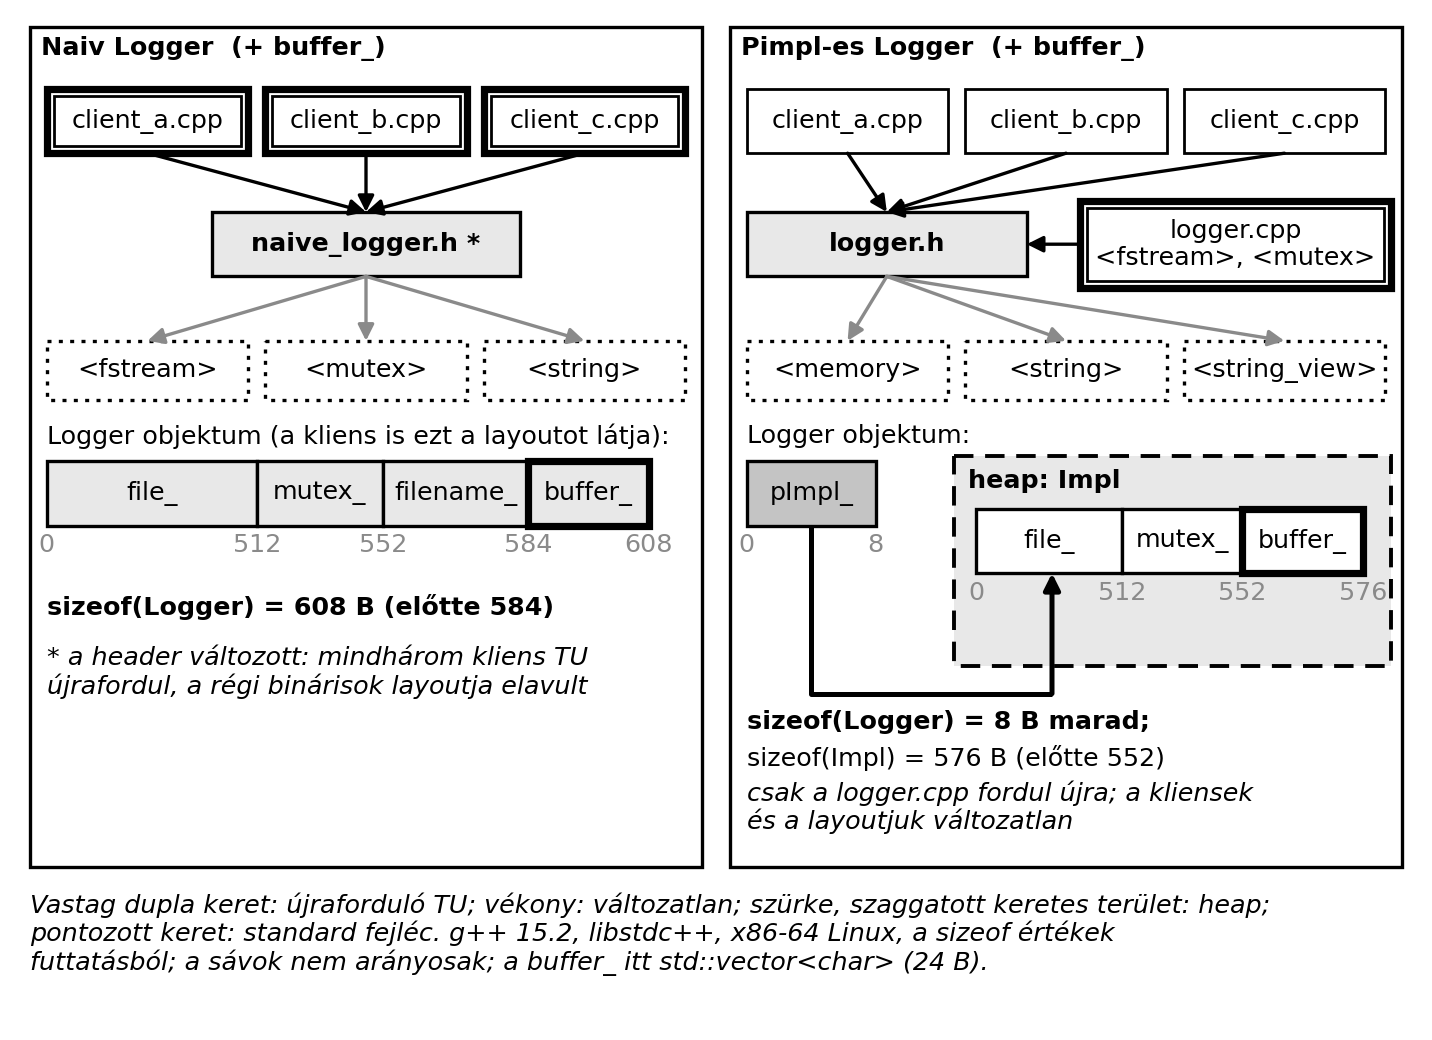 Naiv Logger  (+ buffer_)
client_a.cpp
client_b.cpp
client_c.cpp
naive_logger.h *
<fstream>
<mutex>
<string>
Logger objektum (a kliens is ezt a layoutot látja):
file_
mutex_
filename_
buffer_
0
512
552
584
608
sizeof(Logger) = 608 B (előtte 584)
* a header változott: mindhárom kliens TU
újrafordul, a régi binárisok layoutja elavult
Pimpl-es Logger  (+ buffer_)
client_a.cpp
client_b.cpp
client_c.cpp
logger.h
logger.cpp
<fstream>, <mutex>
<memory>
<string>
<string_view>
Logger objektum:
pImpl_
0
8
heap: Impl
file_
mutex_
buffer_
0
512
552
576
sizeof(Logger) = 8 B marad;
sizeof(Impl) = 576 B (előtte 552)
csak a logger.cpp fordul újra; a kliensek
és a layoutjuk változatlan
Vastag dupla keret: újraforduló TU; vékony: változatlan; szürke, szaggatott keretes terület: heap;
pontozott keret: standard fejléc. g++ 15.2, libstdc++, x86-64 Linux, a sizeof értékek
futtatásból; a sávok nem arányosak; a buffer_ itt std::vector<char> (24 B).